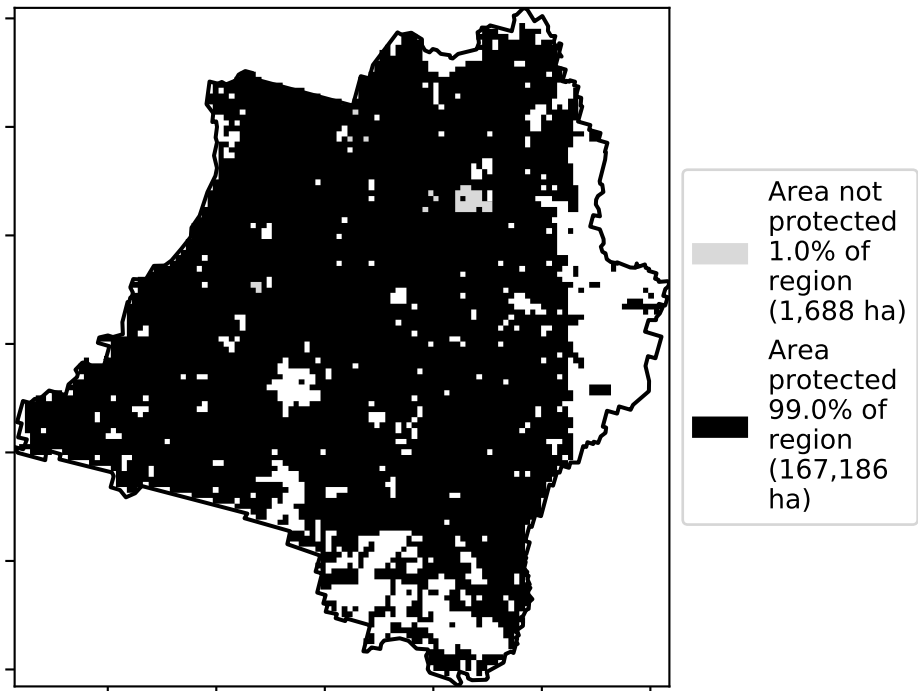 Area not
protected
1.0% of
region
(1,688 ha)
Area
protected
99.0% of
region
(167,186
ha)